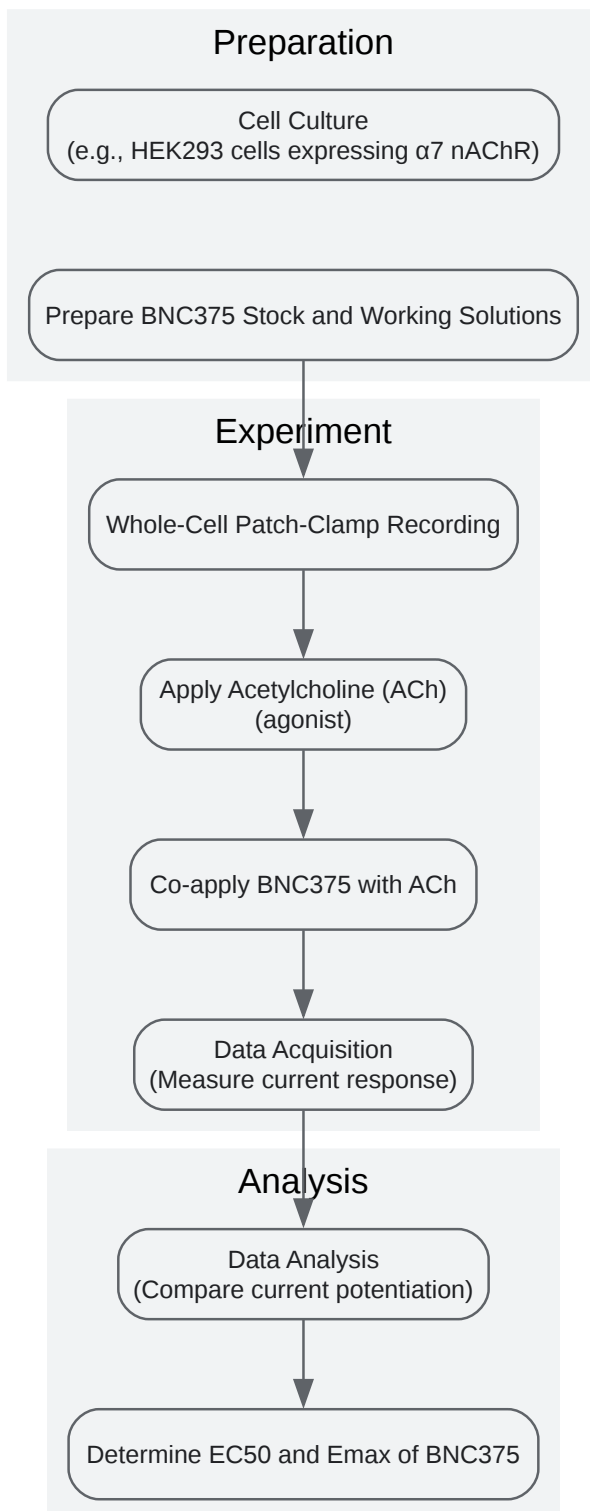 Preparation
Cell Culture
(e.g., HEK293 cells expressing α7 nAChR)
Prepare BNC375 Stock and Working Solutions
Experiment
Whole-Cell Patch-Clamp Recording
Apply Acetylcholine (ACh)
(agonist)
Co-apply BNC375 with ACh
Data Acquisition
(Measure current response)
Analysis
Data Analysis
(Compare current potentiation)
Determine EC50 and Emax of BNC375